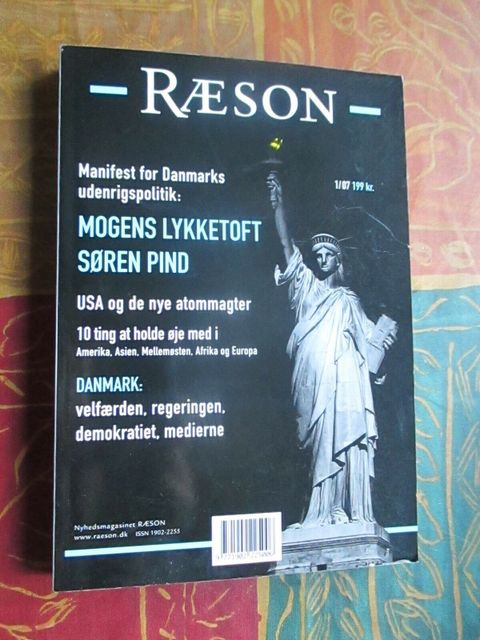 RÆSON
Manifest for Danmarks
udenrigspolitik:
1/07 199 kr.
MOGENS LYKKETOFT
SØREN PIND
USA og de nye atommagter
10 ting at holde øje med i
Amerika, Asien, Mellemøsten, Afrika og Europa
DANMARK:
velfærden, regeringen,
demokratiet, medierne
Nyhedsmagasinet RÆSON
www.raeson.dk ISSN 1902-2255